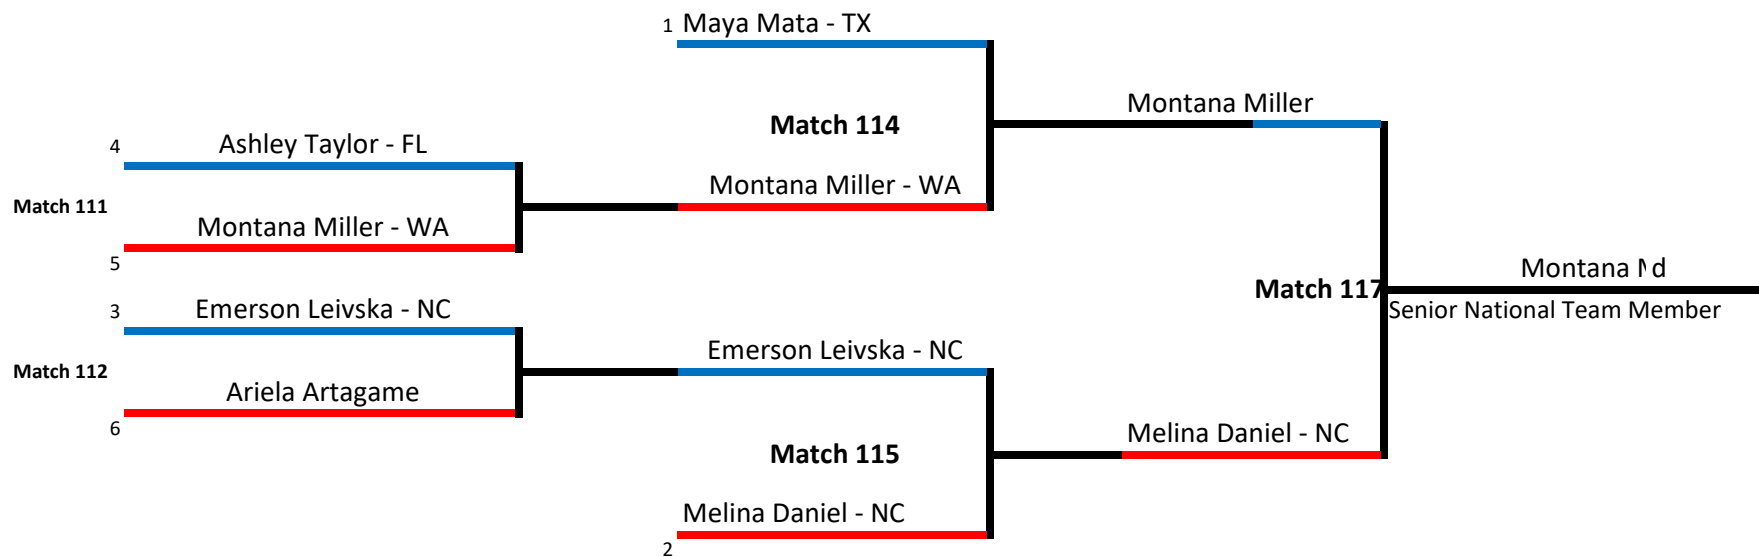 1 Maya Mata - TX
Montana Miller
Match 114
4 Ashley Taylor - FL
Montana Miller - WA
Match 111
Montana Miller - WA
5
Montana
Match 117
Senior National Team Member
3 Emerson Leivska - NC
Emerson Leivska - NC
Match 112
Ariela Artagame
6
Melina Daniel - NC
Match 115
Melina Daniel - NC
2